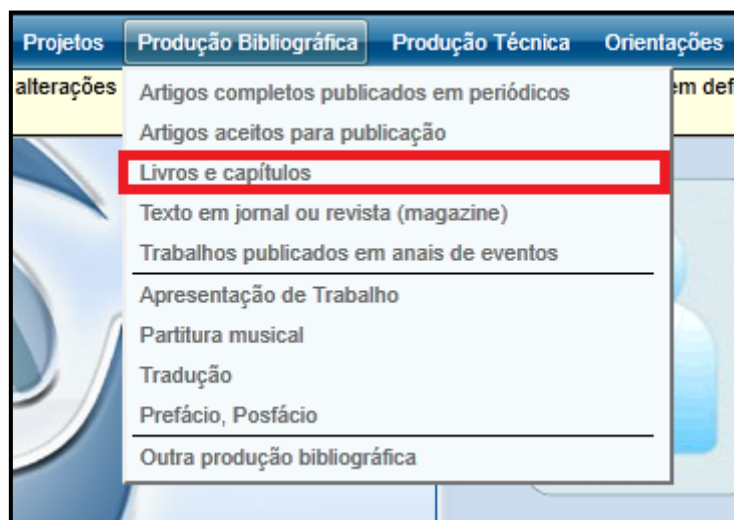 Projetos Produção Bibliográfica Produção Técnica Orientações
alterações em def
Artigos completos publicados em periódicos
Artigos aceitos para publicação
Livros e capítulos
Texto em jornal ou revista (magazine)
Trabalhos publicados em anais de eventos
Apresentação de Trabalho
Partitura musical
Tradução
Prefácio, Posfácio
Outra produção bibliográfica